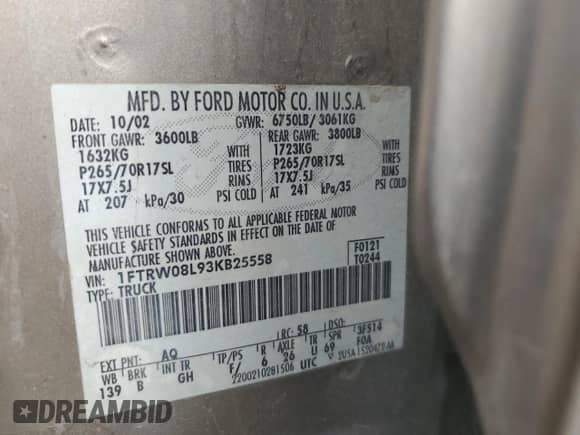 MFD. BY FORD MOTOR CO. IN U.S.A.
DATE: 10/02 GVWR: 6750LB/ 3061KG
FRONT GAWR: 3600LB REAR GAWR: 3800LB
1632KG WITH 1723KG WITH
P265/70R17SL TIRES P265/70R17SL TIRES
17X7.5J RIMS 17X7.5J RIMS
AT 207 kPa/30 PSI COLD AT 241 kPa/35 PSI COLD
THIS VEHICLE CONFORMS TO ALL APPLICABLE FEDERAL MOTOR
VEHICLE SAFETY STANDARDS IN EFFECT ON THE DATE OF
MANUFACTURE SHOWN ABOVE.
VIN: 1FTRW08L93KB25558 F0121
TYPE: TRUCK T0244
EXT PNT: AQ RC: 58 DSO:
WB BRK INT TR TP/PS R AXLE TR SPR 3F514
139 B GH F/ 6 26 U 69 F0A
2200210281506 UTC
DREAMBID